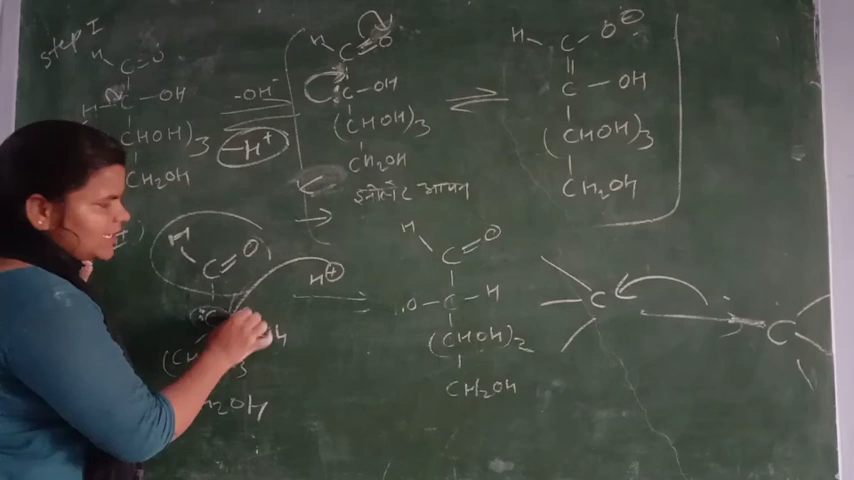 step I
H C=O
H-C-OH
(CHOH)3
CH2OH
-OH⁻
-H⁺
H C=O
C-OH
(CHOH)3
CH2OH
इनोलेट आयन
H C-O⊖
C-OH
(CHOH)3
CH2OH
H C=O
H⊕
H C=O
C-H
(CHOH)2
CH2OH
C
C